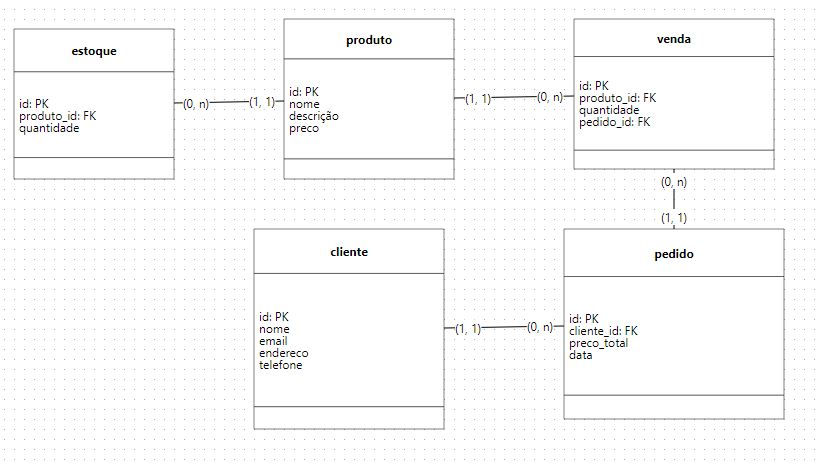 estoque
id: PK
produto_id: FK
quantidade
(0, n)
(1, 1)
produto
id: PK
nome
descrição
preco
(1, 1)
(0, n)
venda
id: PK
produto_id: FK
quantidade
pedido_id: FK
(0, n)
(1, 1)
cliente
id: PK
nome
email
endereco
telefone
(1, 1)
(0, n)
pedido
id: PK
cliente_id: FK
preco_total
data